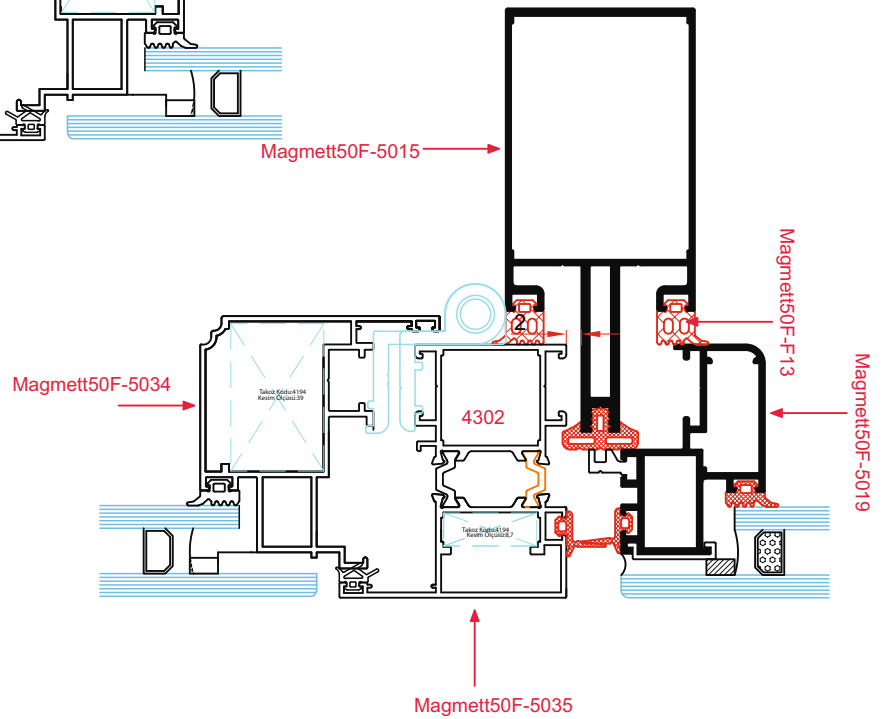 Magmett50F-5015
Magmett50F-F13
2
Magmett50F-5034
Takoz Kodu:4194
Kesim Ölçüsü:39
4302
Magmett50F-5019
Takoz Kodu:4194
Kesim Ölçüsü:8,7
Magmett50F-5035